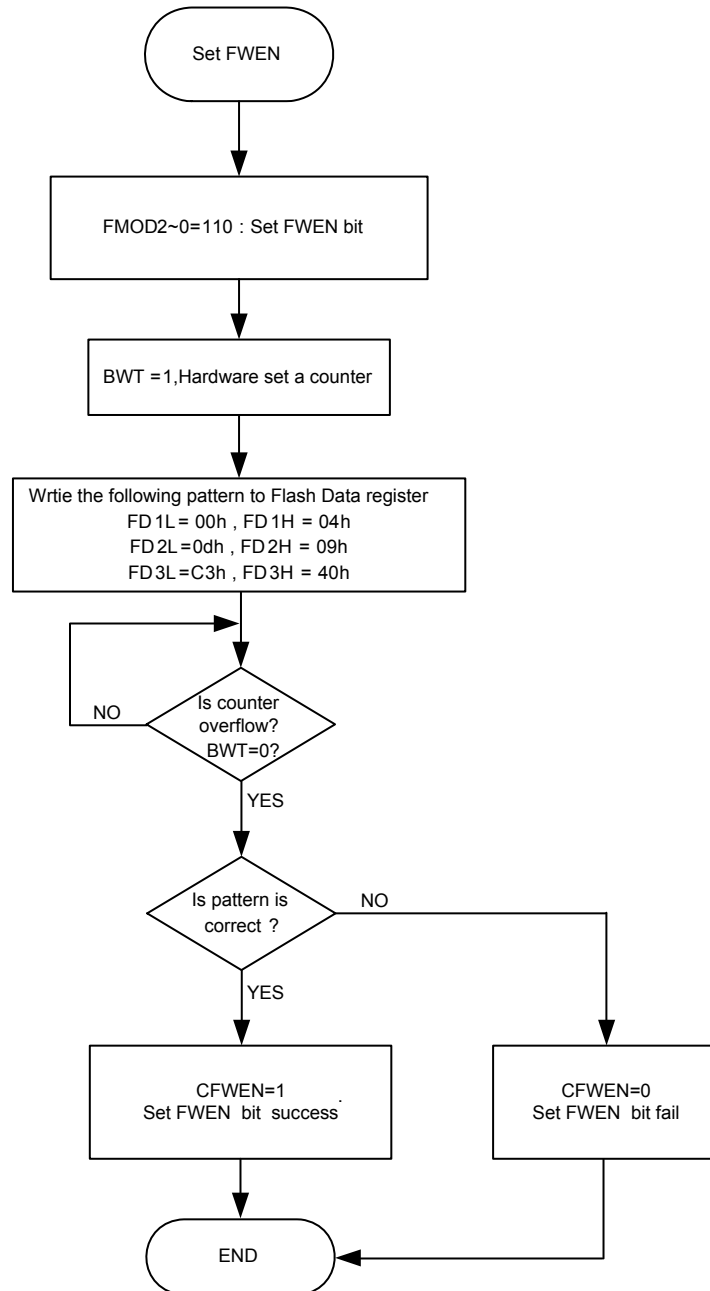 Set FWEN
FMOD2~0=110 : Set FWEN bit
BWT =1,Hardware set a counter
Wrtie the following pattern to Flash Data register
FD1L= 00h , FD1H = 04h
FD2L=0dh , FD2H = 09h
FD3L=C3h , FD3H = 40h
Is counter
overflow?
BWT=0?
NO
YES
Is pattern is
correct ?
NO
YES
CFWEN=1
Set FWEN bit success.
CFWEN=0
Set FWEN bit fail
END